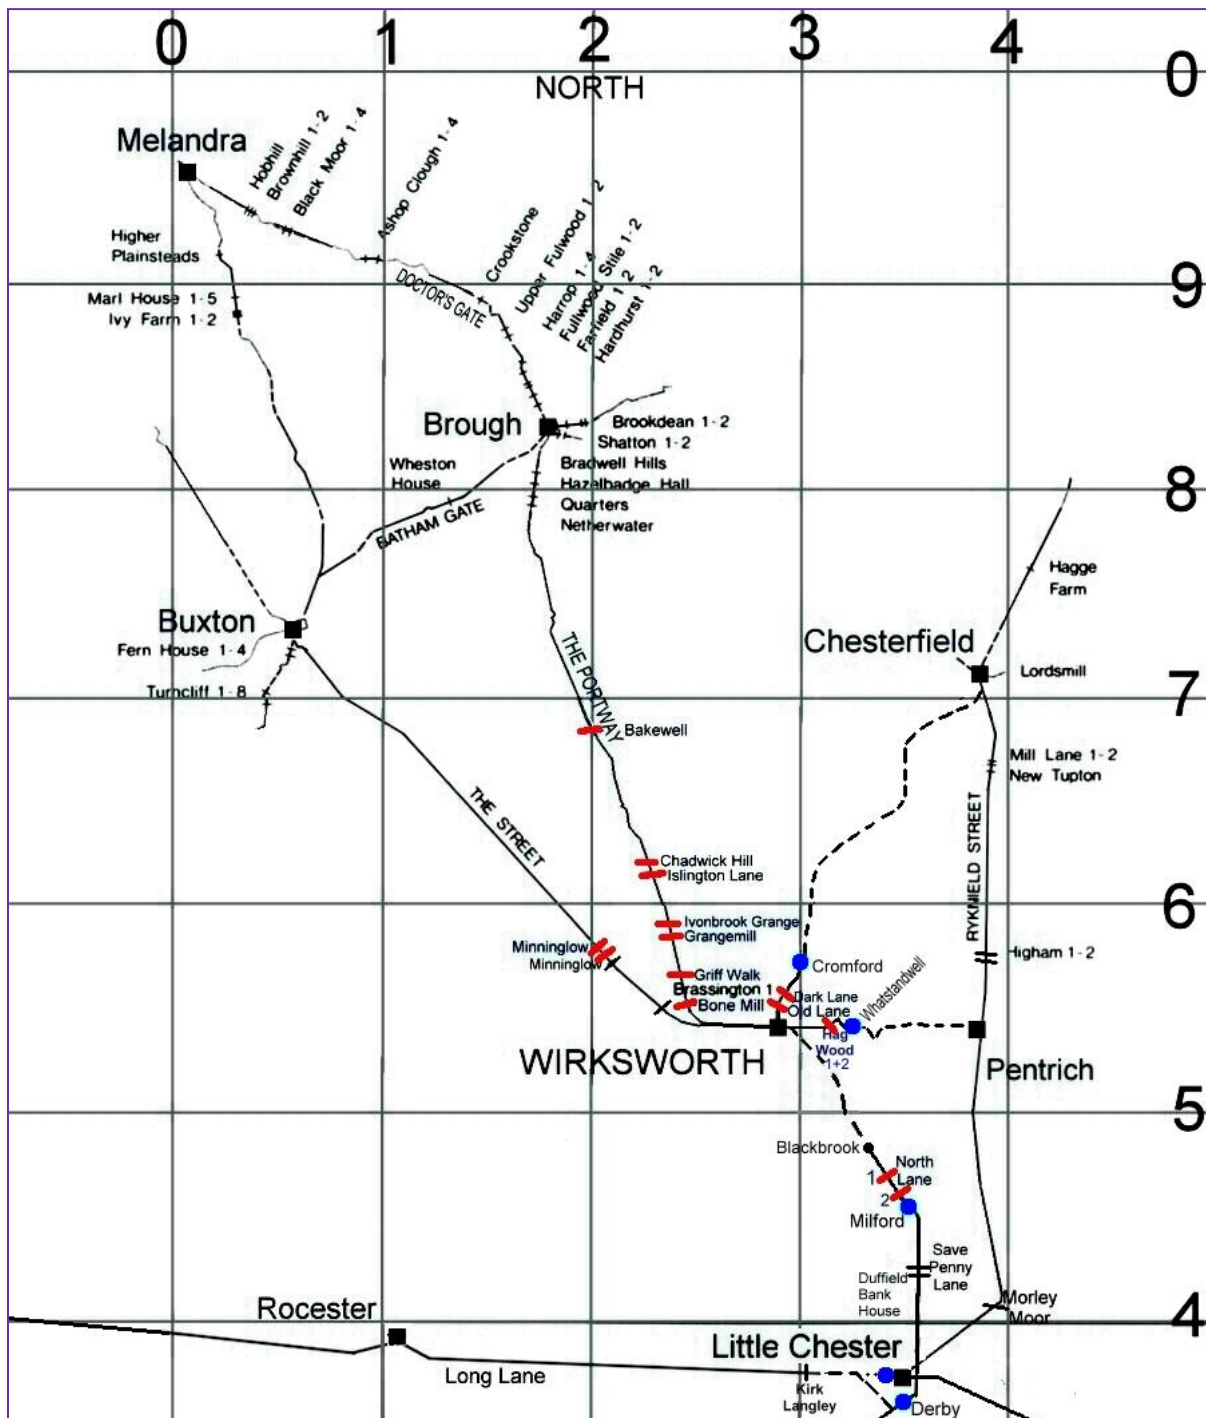 0 1 2 3 4
0
NORTH
Melandra
Hobhill
Brownhill 1-2
Black Moor 1-4
Ashop Clough 1-4
Crookstone
Upper Fulwood 1-2
Harrop 1-4
Fullwood Stile 1-2
Farfield 1-2
Hardhurst 1-2
Higher
Plainsteads
DOCTOR'S GATE
9
Marl House 1-5
Ivy Farm 1-2
Brough
Brookdean 1-2
Shatton 1-2
Wheston
House
Bradwell Hills
Hazelbadge Hall
Quarters
Netherwater
8
BATHAM GATE
Hagge
Farm
Buxton
Fern House 1-4
Turncliff 1-8
THE PORTWAY
Chesterfield
Lordsmill
7
Bakewell
Mill Lane 1-2
New Tupton
THE STREET
RYKNIELD STREET
Chadwick Hill
Islington Lane
6
Ivonbrook Grange
Grangemill
Minninglow
Minninglow
Higham 1-2
Cromford
Whatstandwell
Griff Walk
Brassington 1
Bone Mill
Dark Lane
Old Lane
Hag
Wood
1+2
WIRKSWORTH
Pentrich
5
Blackbrook
North
Lane
1
2
Milford
Save
Penny
Lane
Duffield
Bank
House
Rocester
Morley
Moor
4
Little Chester
Long Lane
Kirk
Langley
Derby